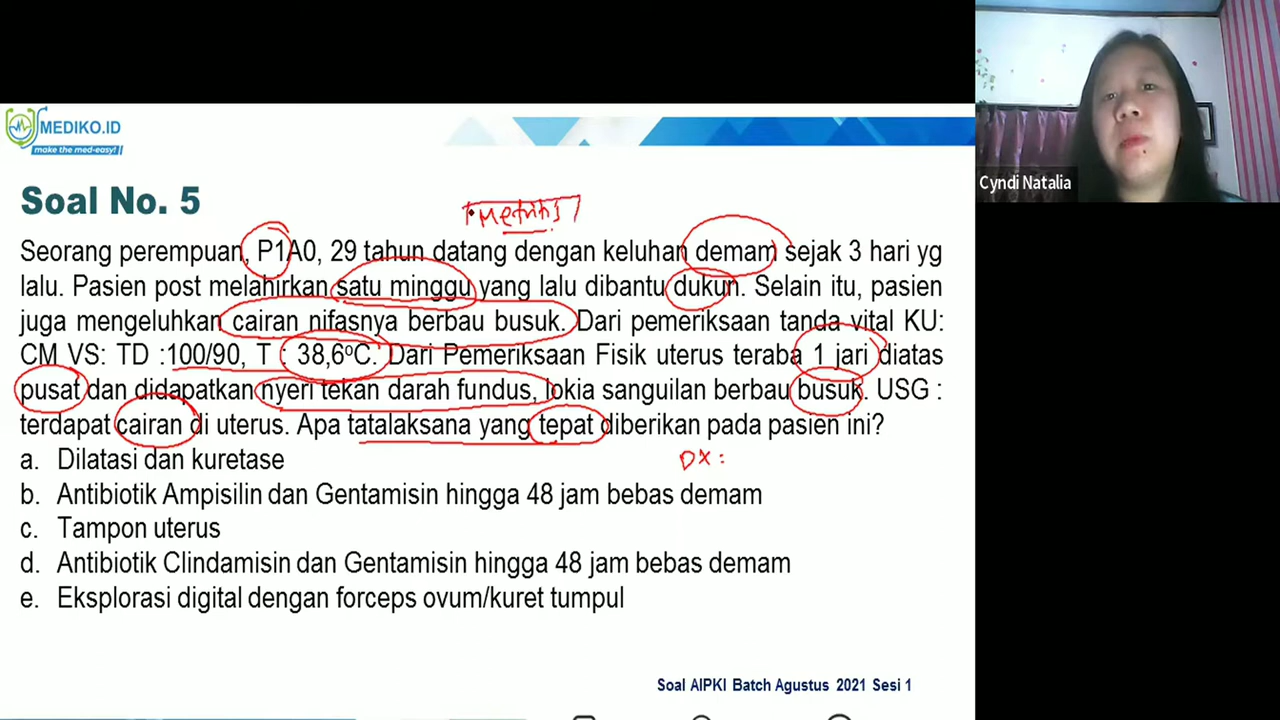 MEDIKO.ID
make the med-easy!
Cyndi Natalia
Soal No. 5
Metritis
Seorang perempuan, P1A0, 29 tahun datang dengan keluhan demam sejak 3 hari yg
lalu. Pasien post melahirkan satu minggu yang lalu dibantu dukun. Selain itu, pasien
juga mengeluhkan cairan nifasnya berbau busuk. Dari pemeriksaan tanda vital KU:
CM VS: TD :100/90, T : 38,6ºC. Dari Pemeriksaan Fisik uterus teraba 1 jari diatas
pusat dan didapatkan nyeri tekan darah fundus, lokia sanguilan berbau busuk. USG :
terdapat cairan di uterus. Apa tatalaksana yang tepat diberikan pada pasien ini?
DX:
a. Dilatasi dan kuretase
b. Antibiotik Ampisilin dan Gentamisin hingga 48 jam bebas demam
c. Tampon uterus
d. Antibiotik Clindamisin dan Gentamisin hingga 48 jam bebas demam
e. Eksplorasi digital dengan forceps ovum/kuret tumpul
Soal AIPKI Batch Agustus 2021 Sesi 1